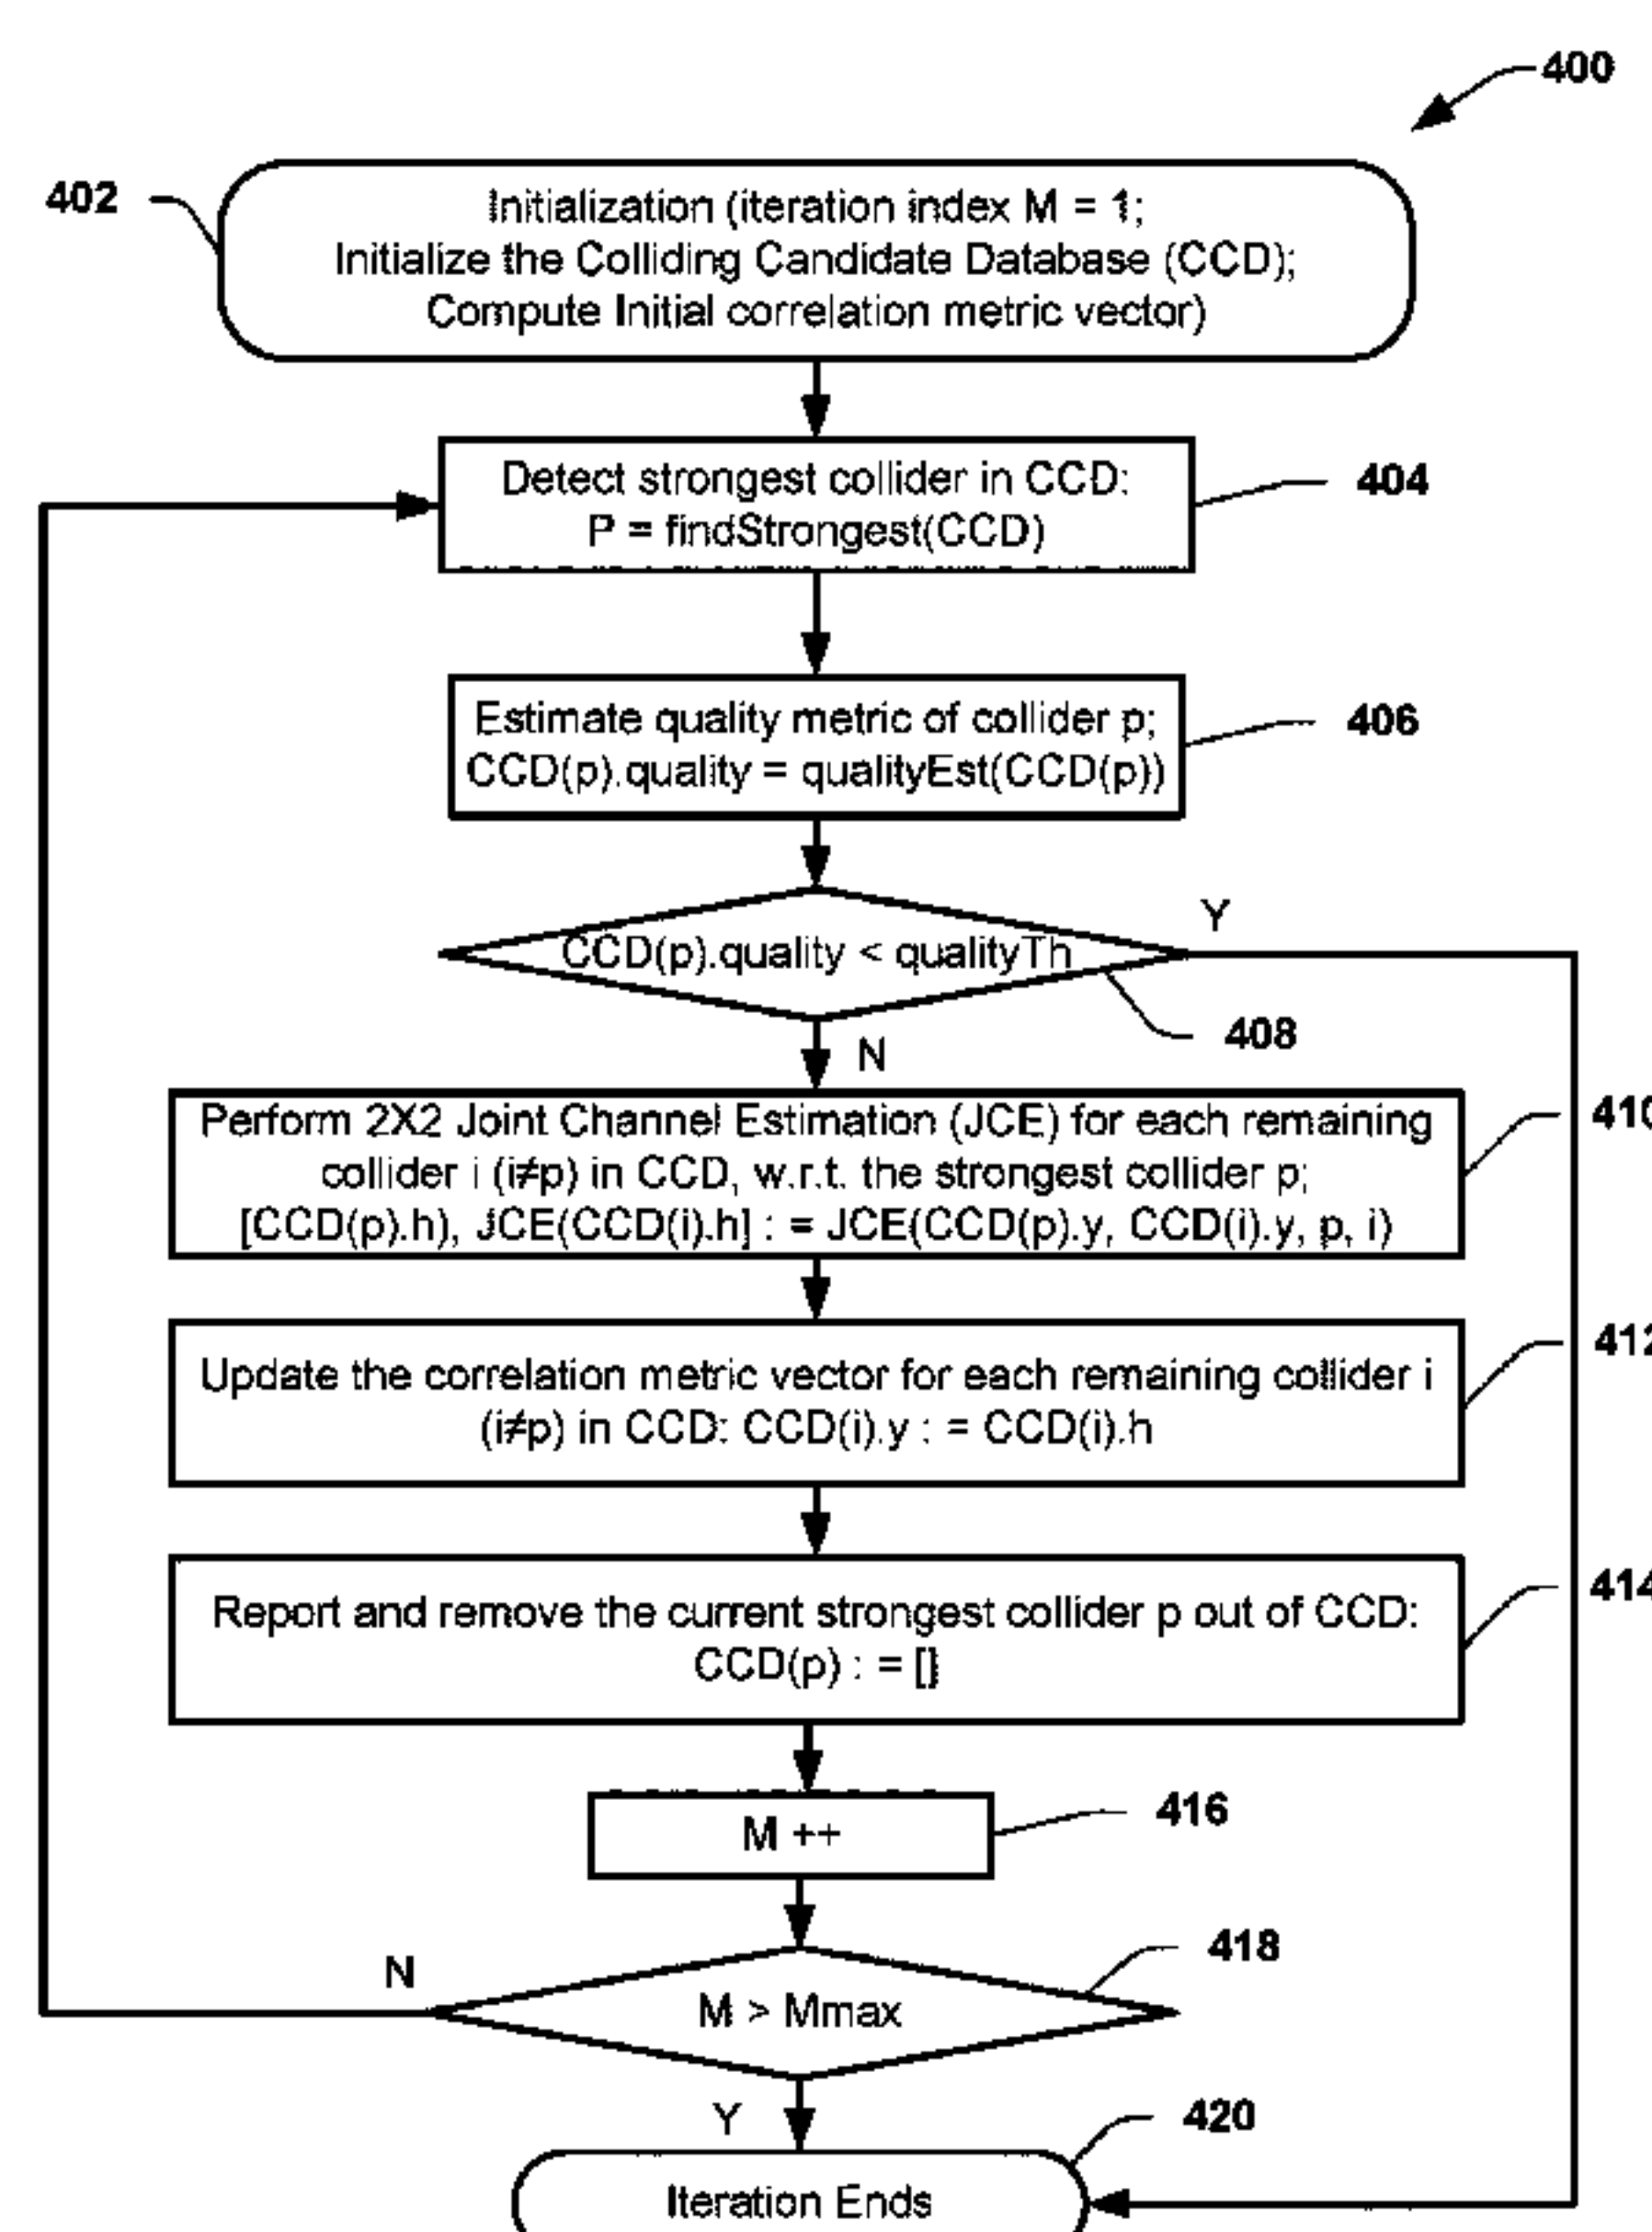 400
402
Initialization (iteration index M = 1;
Initialize the Colliding Candidate Database (CCD);
Compute Initial correlation metric vector)
Detect strongest collider in CCD:
P = findStrongest(CCD)
404
Estimate quality metric of collider p;
CCD(p).quality = qualityEst(CCD(p))
406
Y
CCD(p).quality < qualityTh
408
N
Perform 2X2 Joint Channel Estimation (JCE) for each remaining
collider i (i≠p) in CCD, w.r.t. the strongest collider p;
[CCD(p).h), JCE(CCD(i).h] : = JCE(CCD(p).y, CCD(i).y, p, i)
410
Update the correlation metric vector for each remaining collider i
(i≠p) in CCD: CCD(i).y : = CCD(i).h
412
Report and remove the current strongest collider p out of CCD:
CCD(p) : = []
414
M ++
416
418
N
M > Mmax
Y
420
Iteration Ends